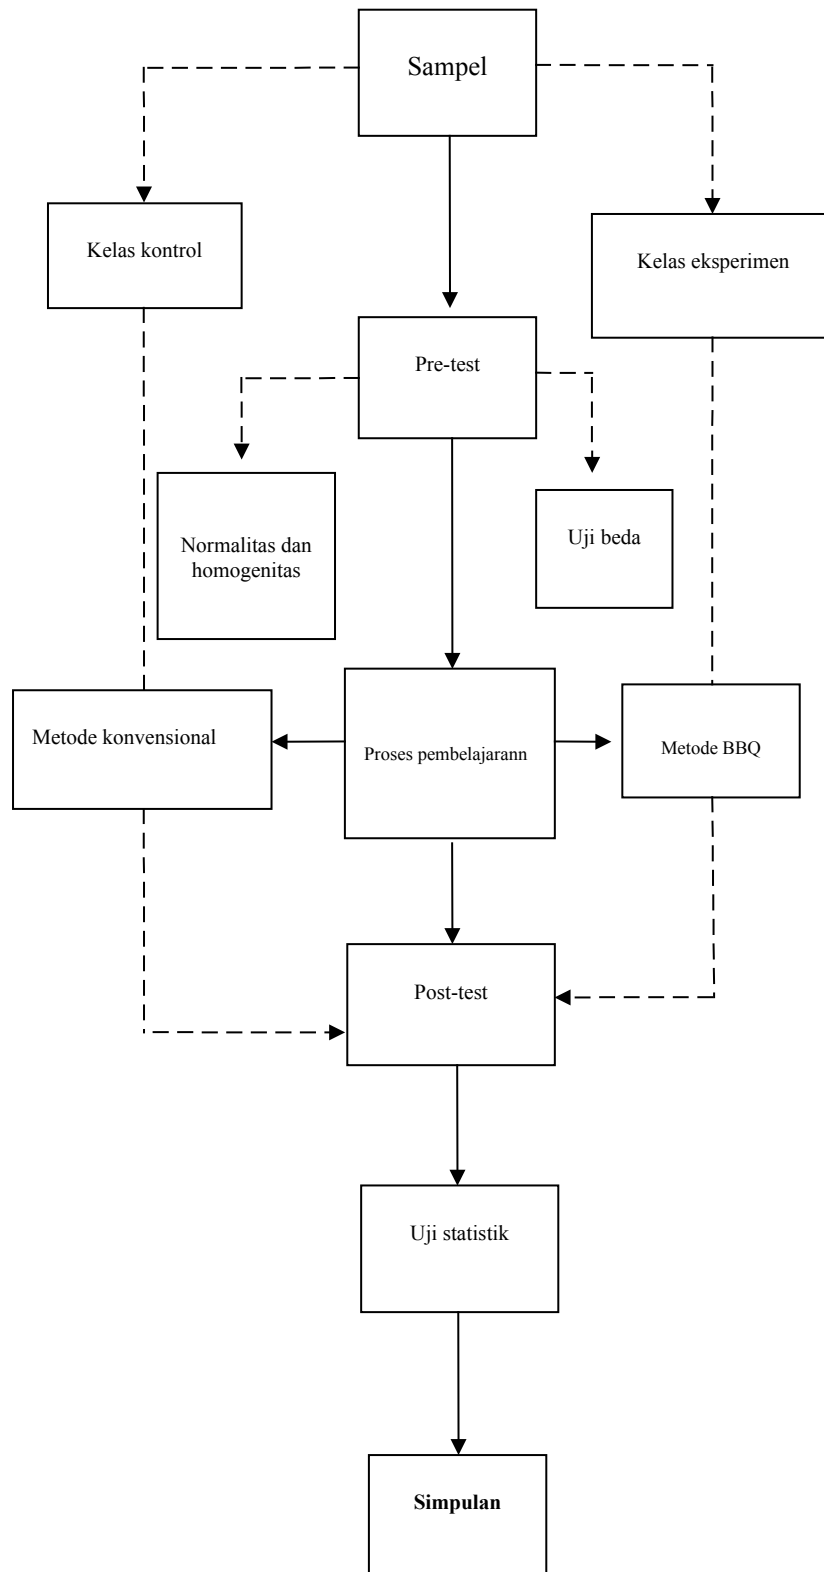 Sampel
Kelas kontrol
Kelas eksperimen
Pre-test
Normalitas dan
homogenitas
Uji beda
Metode konvensional
Proses pembelajarann
Metode BBQ
Post-test
Uji statistik
Simpulan